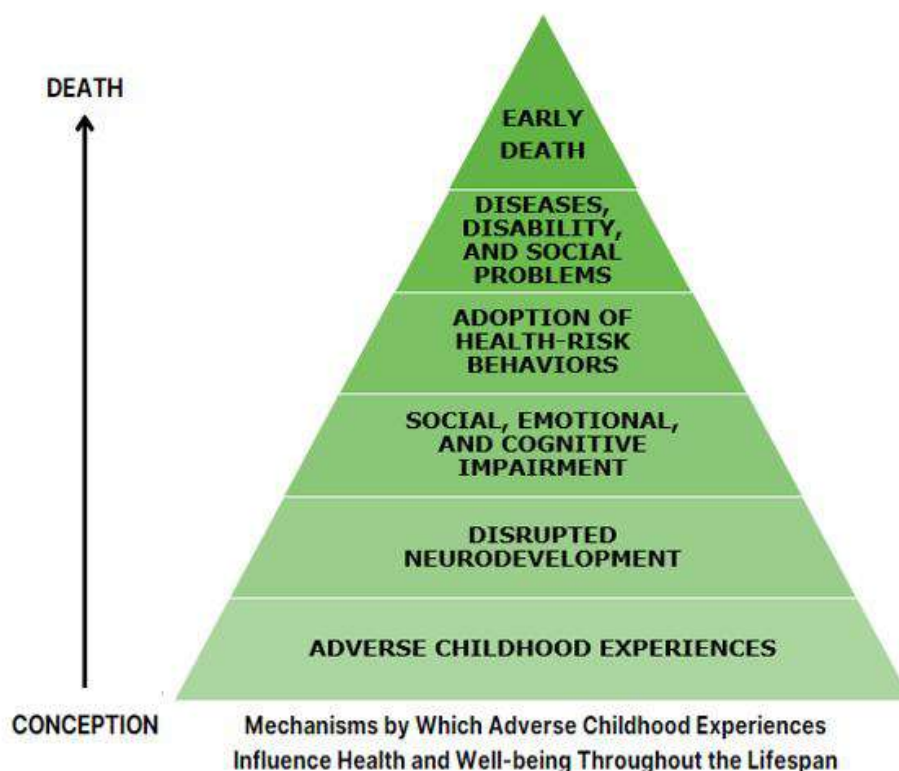 DEATH
EARLY
DEATH
DISEASES,
DISABILITY,
AND SOCIAL
PROBLEMS
ADOPTION OF
HEALTH-RISK
BEHAVIORS
SOCIAL, EMOTIONAL,
AND COGNITIVE
IMPAIRMENT
DISRUPTED
NEURODEVELOPMENT
ADVERSE CHILDHOOD EXPERIENCES
CONCEPTION
Mechanisms by Which Adverse Childhood Experiences
Influence Health and Well-being Throughout the Lifespan